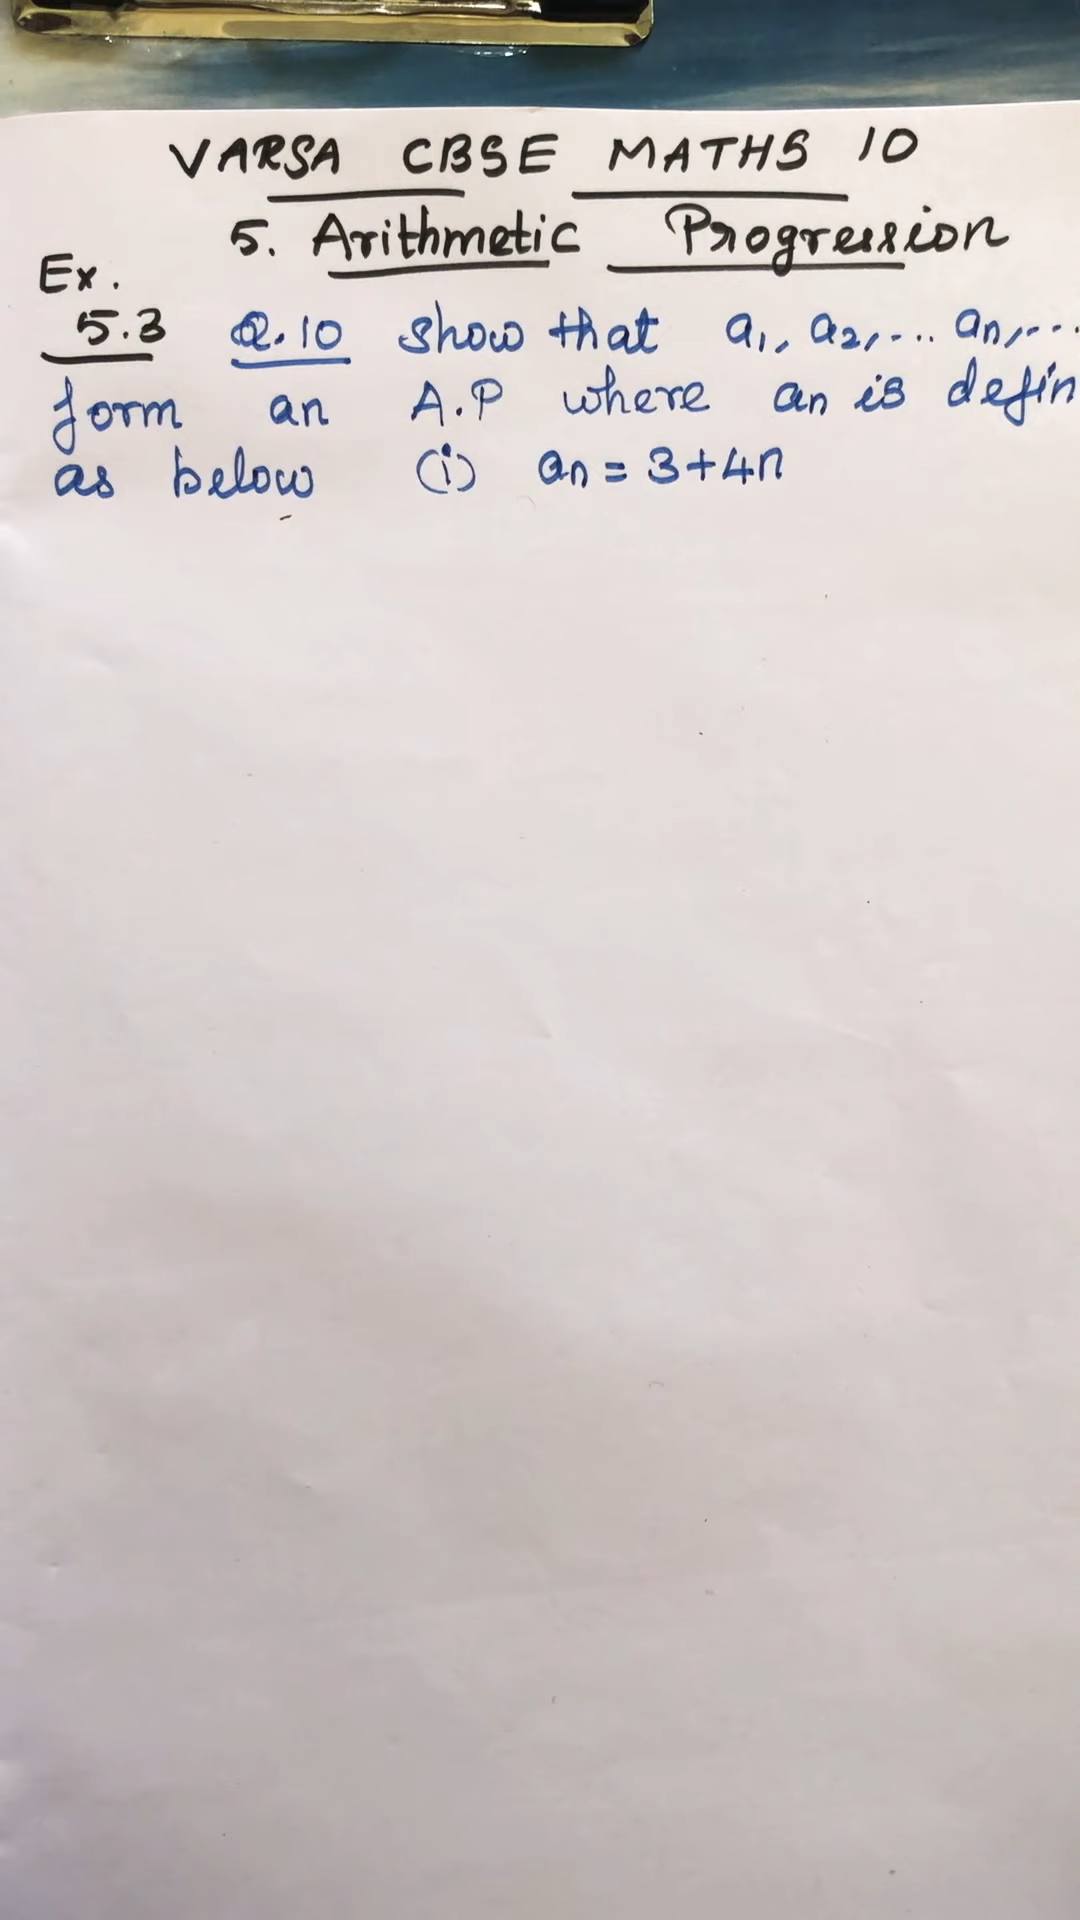 VARSA CBSE MATHS 10
5. Arithmetic Progression
Ex.
5.3 Q.10 show that a1, a2, ... an, ...
form an A.P where an is defin
as below (i) an = 3+4n